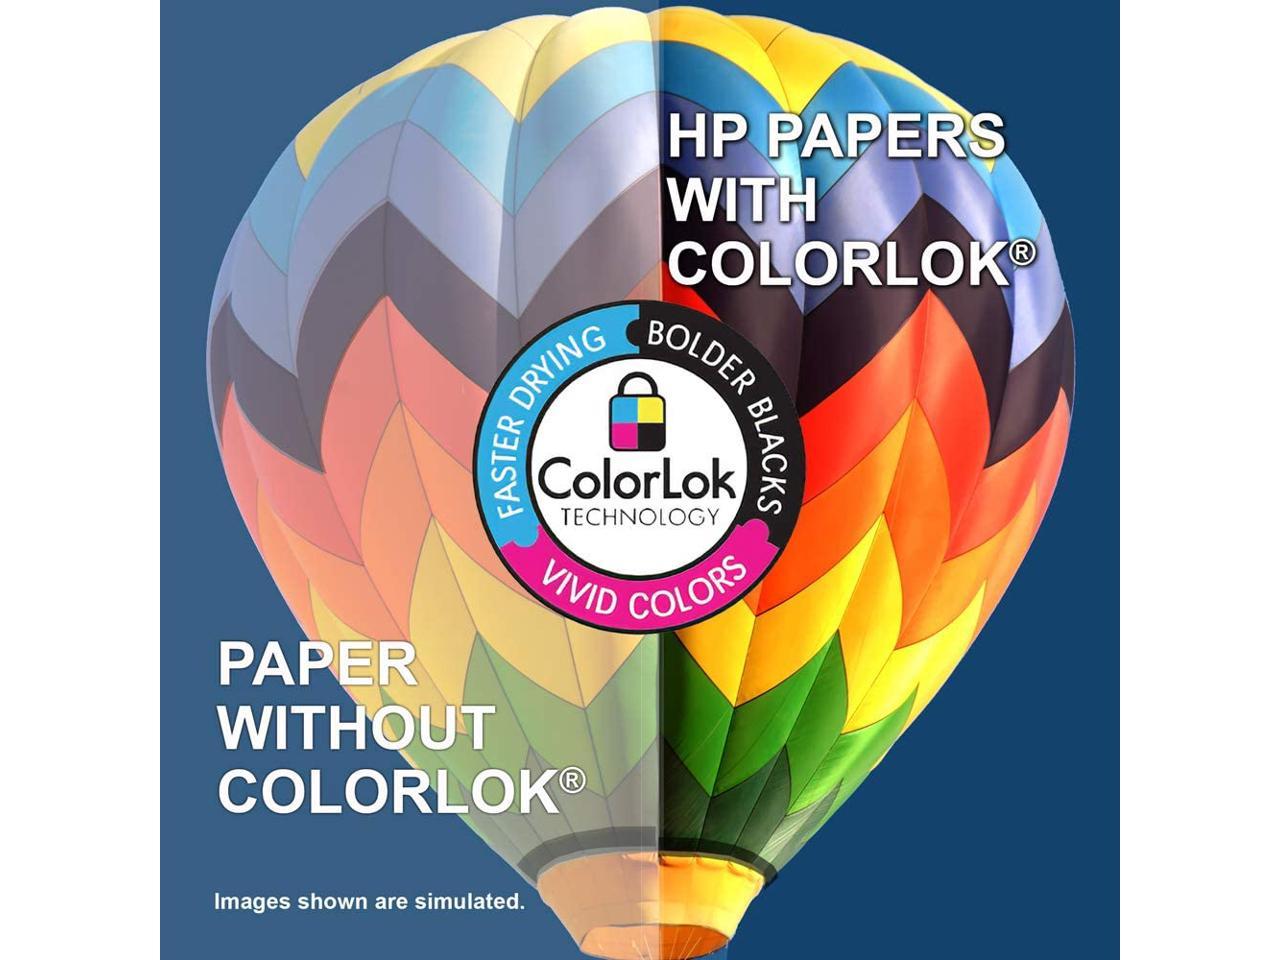 HP PAPERS
WITH
COLORLOK®
FASTER DRYING
BOLDER BLACKS
ColorLok
TECHNOLOGY
VIVID COLORS
PAPER
WITHOUT
COLORLOK®
Images shown are simulated.